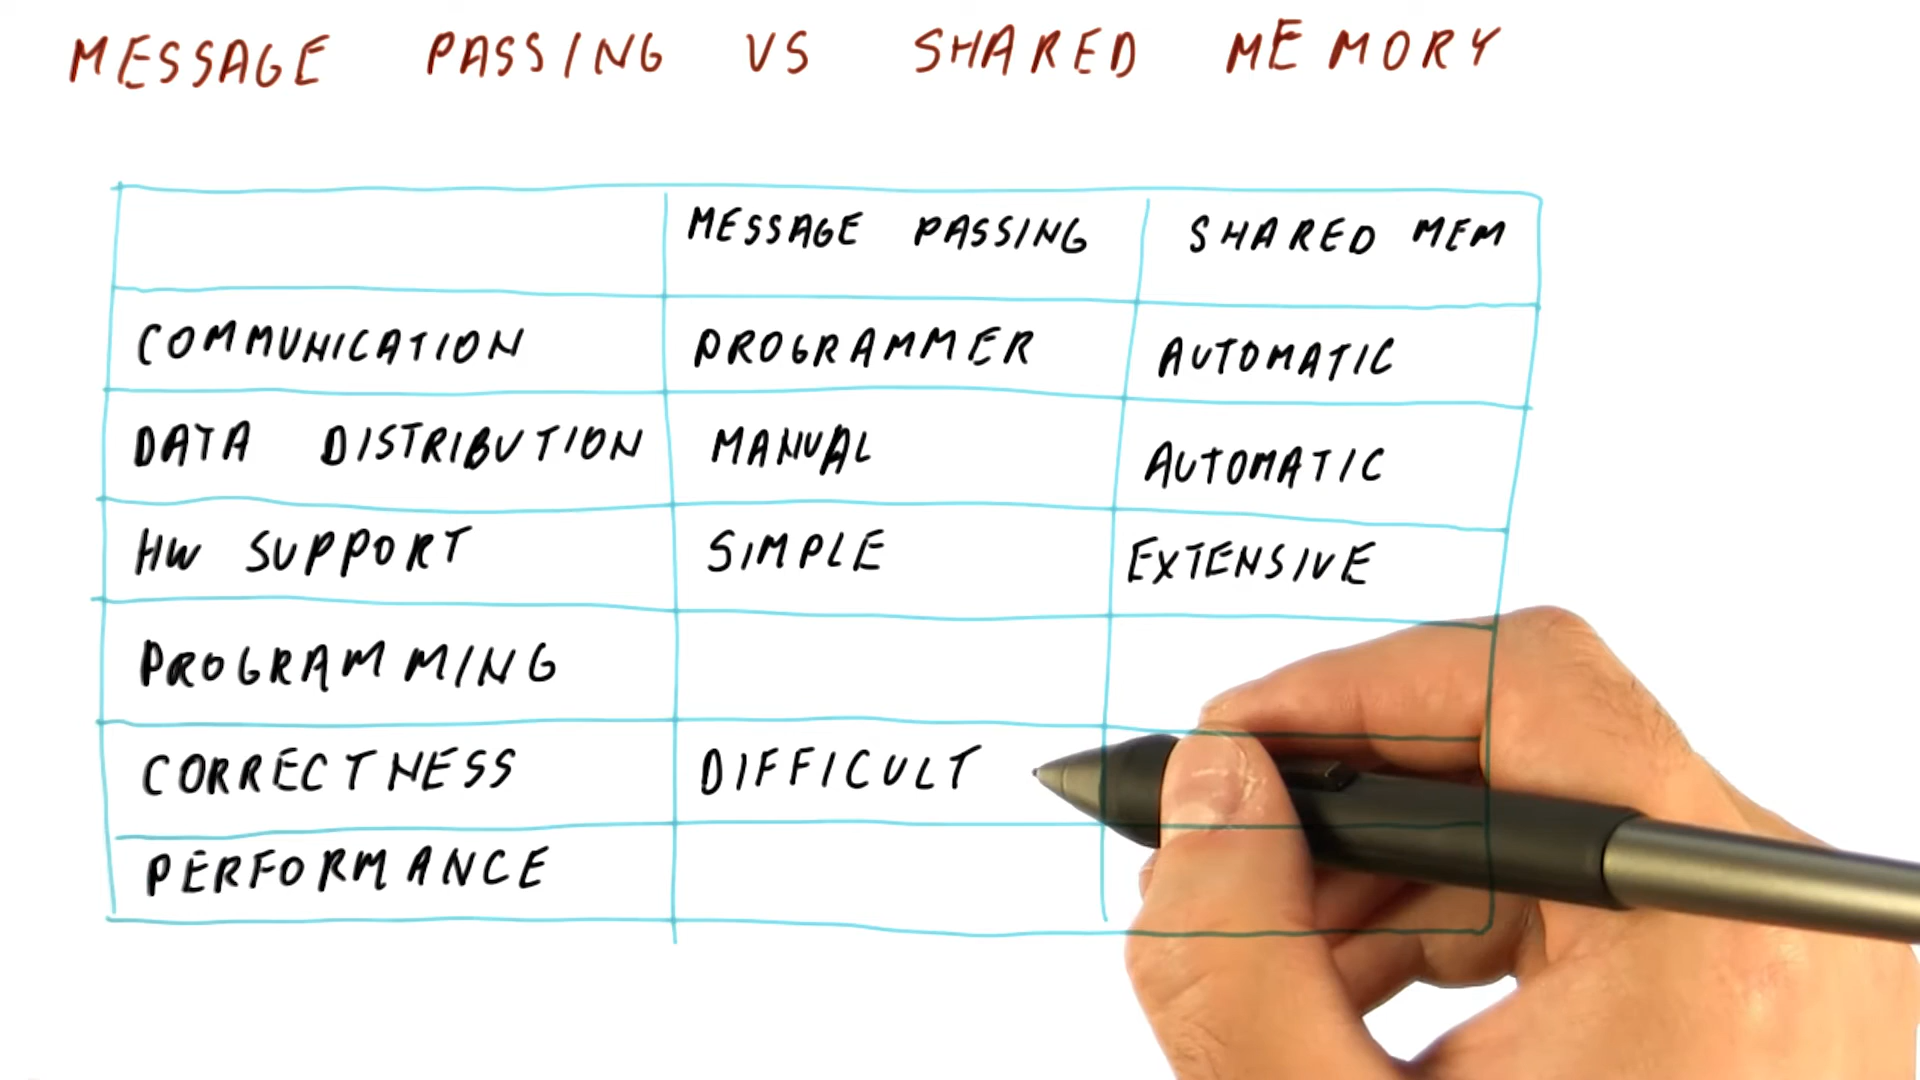 MESSAGE PASSING VS SHARED MEMORY
MESSAGE PASSING SHARED MEM
COMMUNICATION PROGRAMMER AUTOMATIC
DATA DISTRIBUTION MANUAL AUTOMATIC
HW SUPPORT SIMPLE EXTENSIVE
PROGRAMMING
CORRECTNESS DIFFICULT
PERFORMANCE